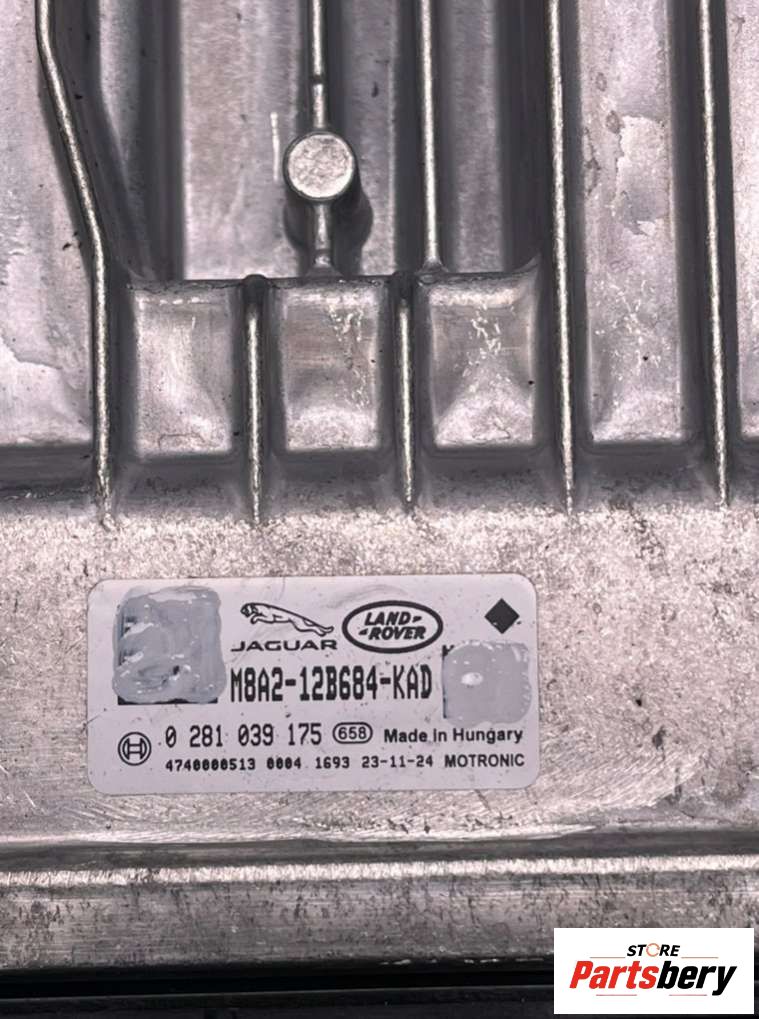 JAGUAR
LAND-
-ROVER
M8A2-12B684-KAD
0 281 039 175 658 Made in Hungary
4740000513 0004 1693 23-11-24 MOTRONIC
STORE
Partsbery